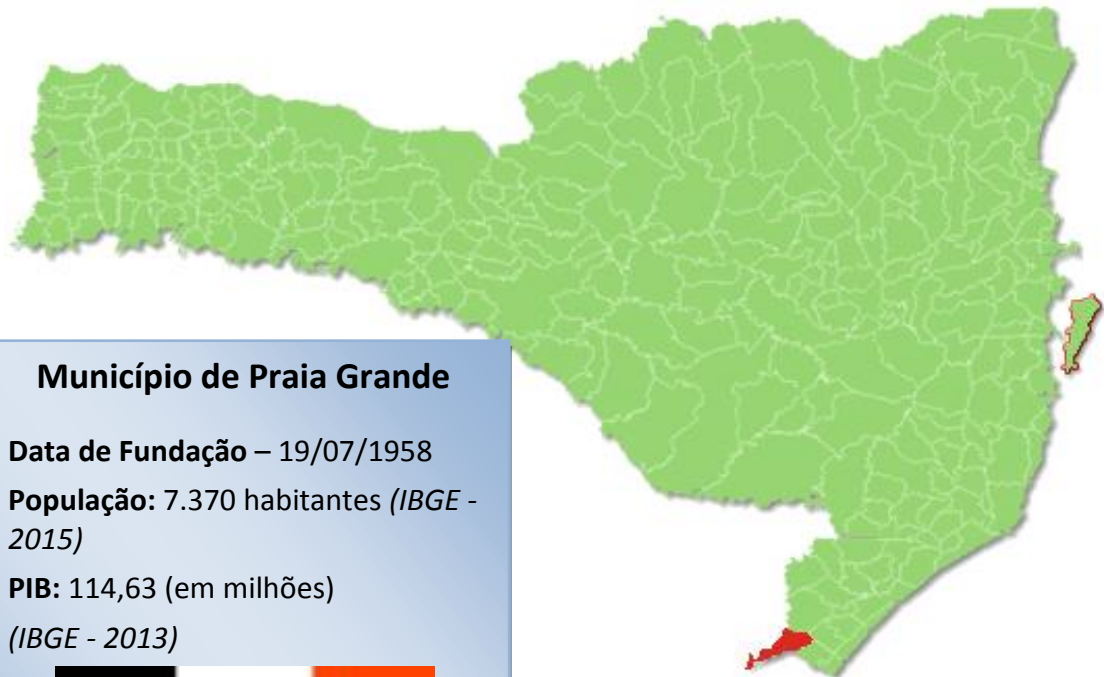 Município de Praia Grande
Data de Fundação – 19/07/1958
População: 7.370 habitantes (IBGE -
2015)
PIB: 114,63 (em milhões)
(IBGE - 2013)